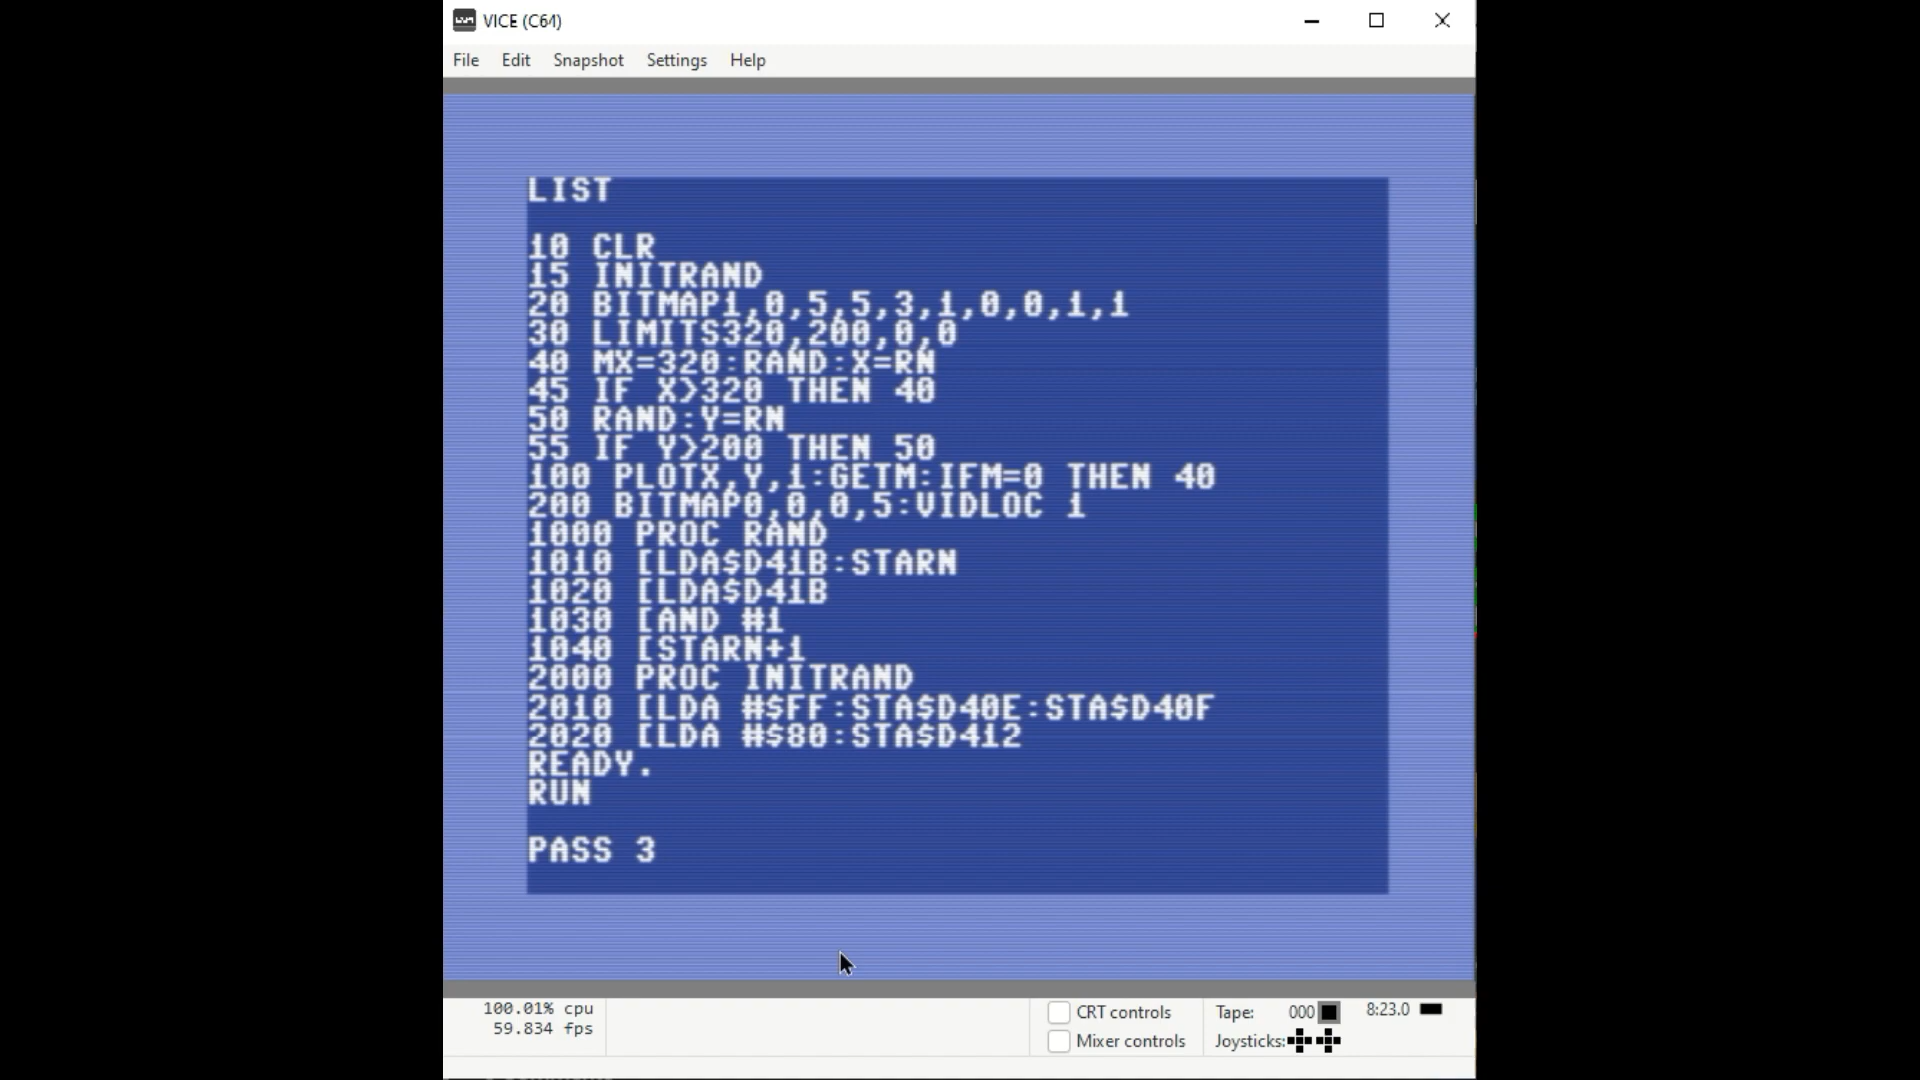 VICE (C64)
File Edit Snapshot Settings Help
LIST
10 CLR
15 INITRAND
20 BITMAP1,0,5,5,3,1,0,0,1,1
30 LIMITS320,200,0,0
40 MX=320:RAND:X=RN
45 IF X>320 THEN 40
50 RAND:Y=RN
55 IF Y>200 THEN 50
100 PLOTX,Y,1:GETM:IFM=0 THEN 40
200 BITMAP0,0,0,5:VIDLOC 1
1000 PROC RAND
1010 [LDA$D41B:STARN
1020 [LDA$D41B
1030 [AND #1
1040 [STARN+1
2000 PROC INITRAND
2010 [LDA #$FF:STA$D40E:STA$D40F
2020 [LDA #$80:STA$D412
READY.
RUN
PASS 3
100.01% cpu
59.834 fps
CRT controls
Mixer controls
Tape: 000
Joysticks:
8:23.0